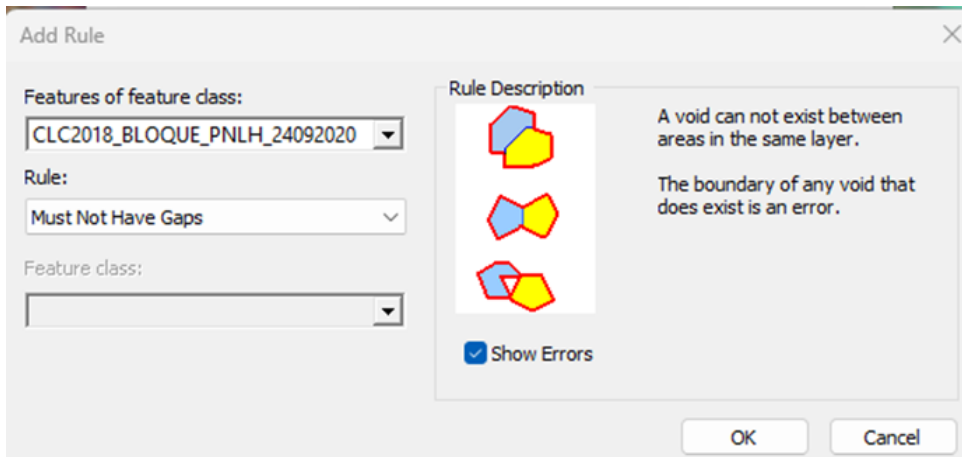 Add Rule
Features of feature class:
CLC2018_BLOQUE_PNLH_24092020
Rule:
Must Not Have Gaps
Feature class:
Rule Description
A void can not exist between
areas in the same layer.
The boundary of any void that
does exist is an error.
Show Errors
OK
Cancel